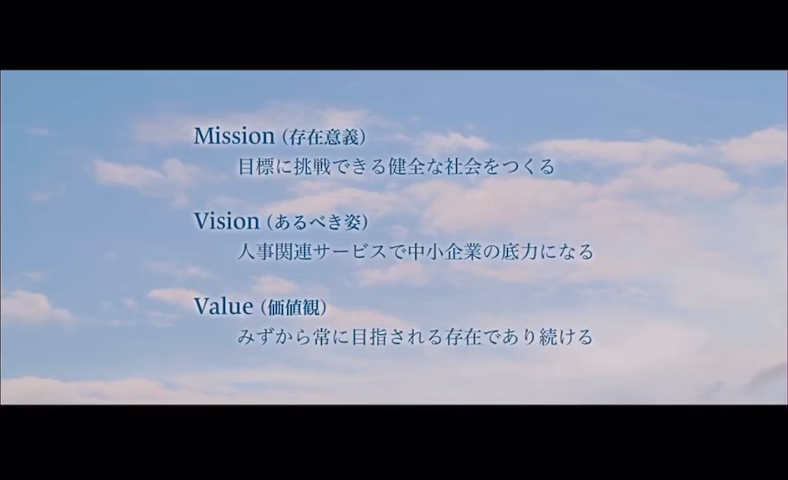 Mission（存在意義）
目標に挑戦できる健全な社会をつくる
Vision（あるべき姿）
人事関連サービスで中小企業の底力になる
Value（価値観）
みずから常に目指される存在であり続ける